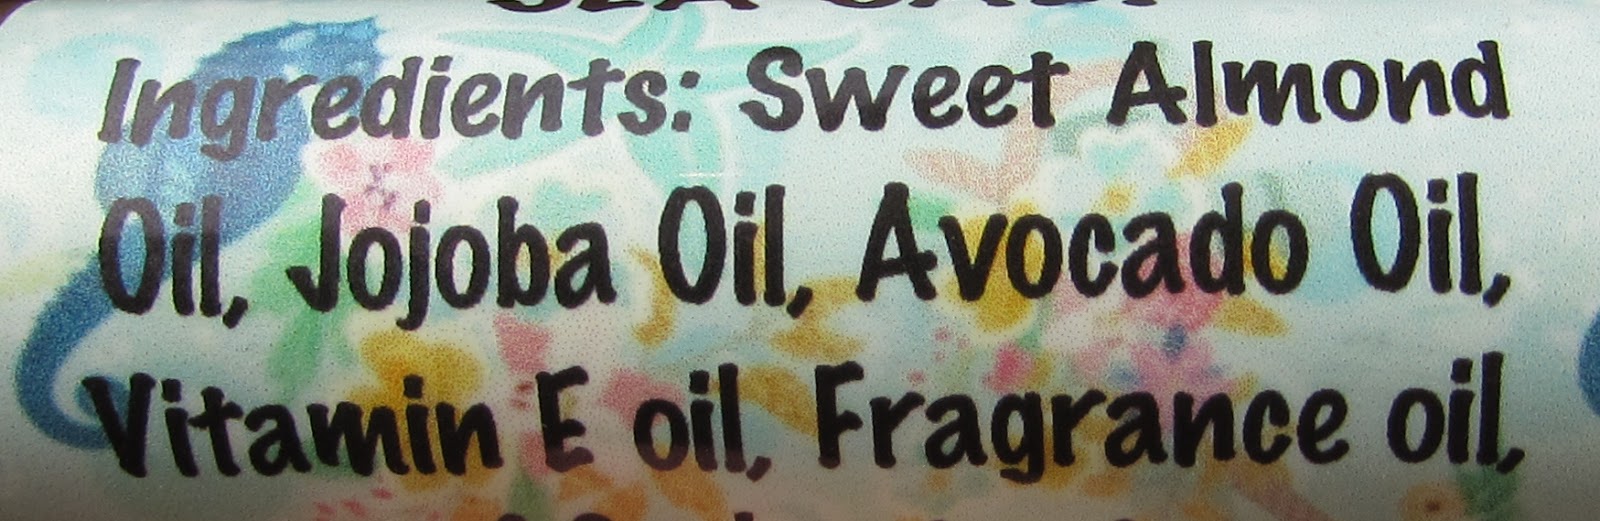 Ingredients: Sweet Almond
Oil, Jojoba Oil, Avocado Oil,
Vitamin E oil, Fragrance oil,